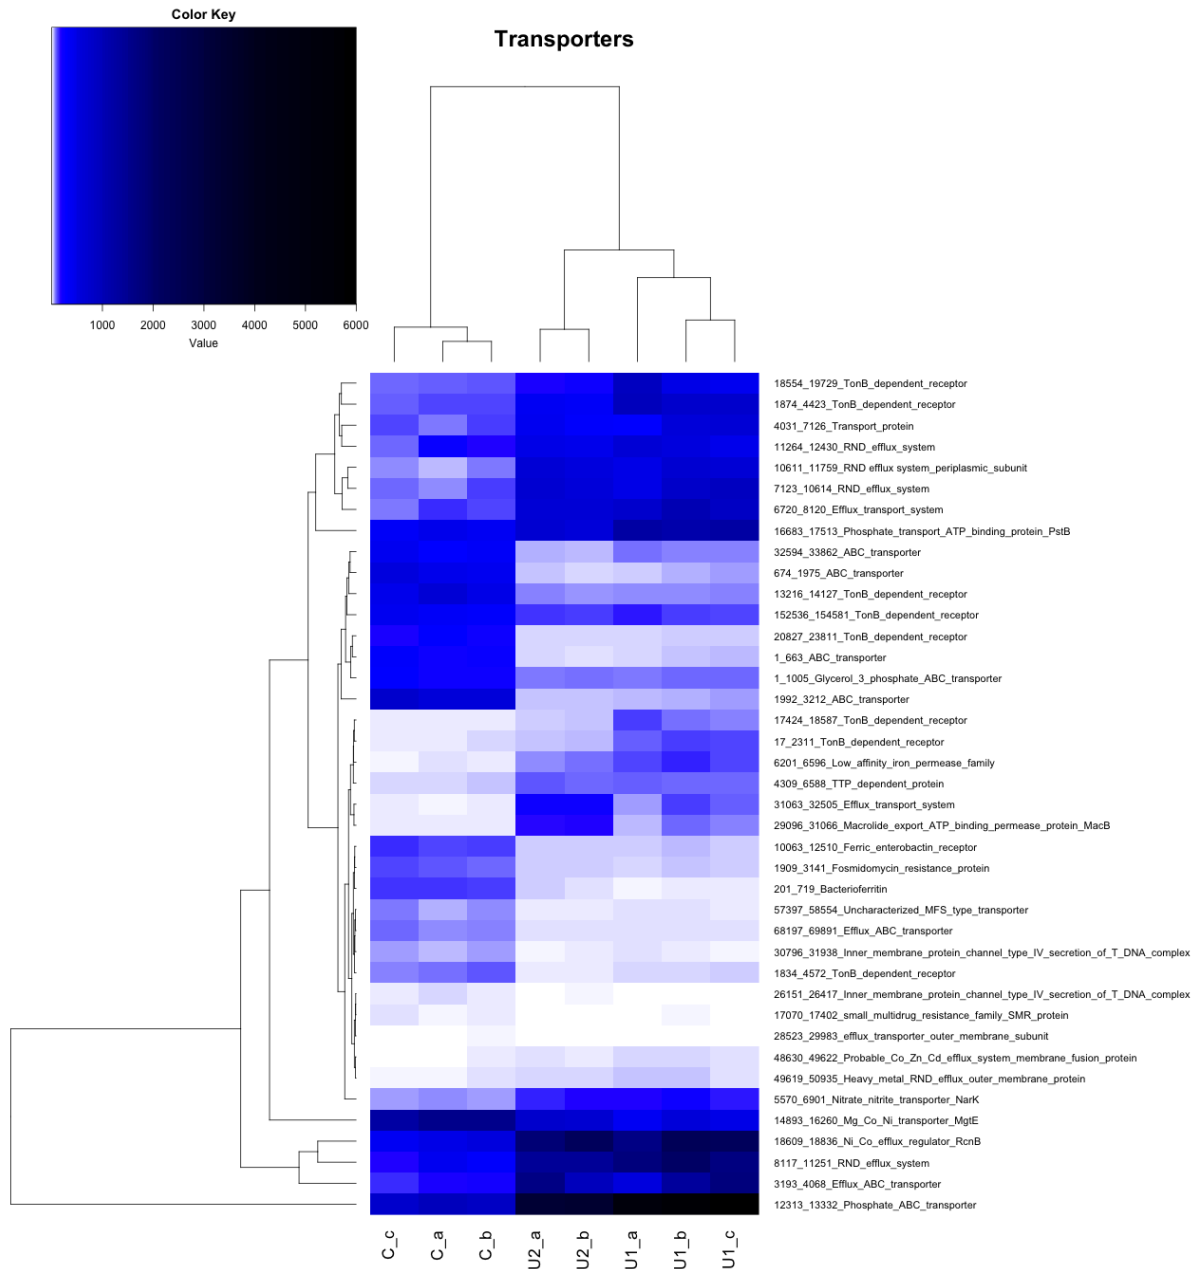 Color Key
Transporters
1000 2000 3000 4000 5000 6000
Value
18554_19729_TonB_dependent_receptor
1874_4423_TonB_dependent_receptor
4031_7126_Transport_protein
11264_12430_RND_efflux_system
10611_11759_RND efflux system_periplasmic_subunit
7123_10614_RND_efflux_system
6720_8120_Efflux_transport_system
16683_17513_Phosphate_transport_ATP_binding_protein_PstB
32594_33862_ABC_transporter
674_1975_ABC_transporter
13216_14127_TonB_dependent_receptor
152536_154581_TonB_dependent_receptor
20827_23811_TonB_dependent_receptor
1_663_ABC_transporter
1_1005_Glycerol_3_phosphate_ABC_transporter
1992_3212_ABC_transporter
17424_18587_TonB_dependent_receptor
17_2311_TonB_dependent_receptor
6201_6596_Low_affinity_iron_permease_family
4309_6588_TTP_dependent_protein
31063_32505_Efflux_transport_system
29096_31066_Macrolide_export_ATP_binding_permease_protein_MacB
10063_12510_Ferric_enterobactin_receptor
1909_3141_Fosmidomycin_resistance_protein
201_719_Bacterioferritin
57397_58554_Uncharacterized_MFS_type_transporter
68197_69891_Efflux_ABC_transporter
30796_31938_Inner_membrane_protein_channel_type_IV_secretion_of_T_DNA_complex
1834_4572_TonB_dependent_receptor
26151_26417_Inner_membrane_protein_channel_type_IV_secretion_of_T_DNA_complex
17070_17402_small_multidrug_resistance_family_SMR_protein
28523_29983_efflux_transporter_outer_membrane_subunit
48630_49622_Probable_Co_Zn_Cd_efflux_system_membrane_fusion_protein
49619_50935_Heavy_metal_RND_efflux_outer_membrane_protein
5570_6901_Nitrate_nitrite_transporter_NarK
14893_16260_Mg_Co_Ni_transporter_MgtE
18609_18836_Ni_Co_efflux_regulator_RcnB
8117_11251_RND_efflux_system
3193_4068_Efflux_ABC_transporter
12313_13332_Phosphate_ABC_transporter
C_c C_a C_b U2_a U2_b U1_a U1_b U1_c